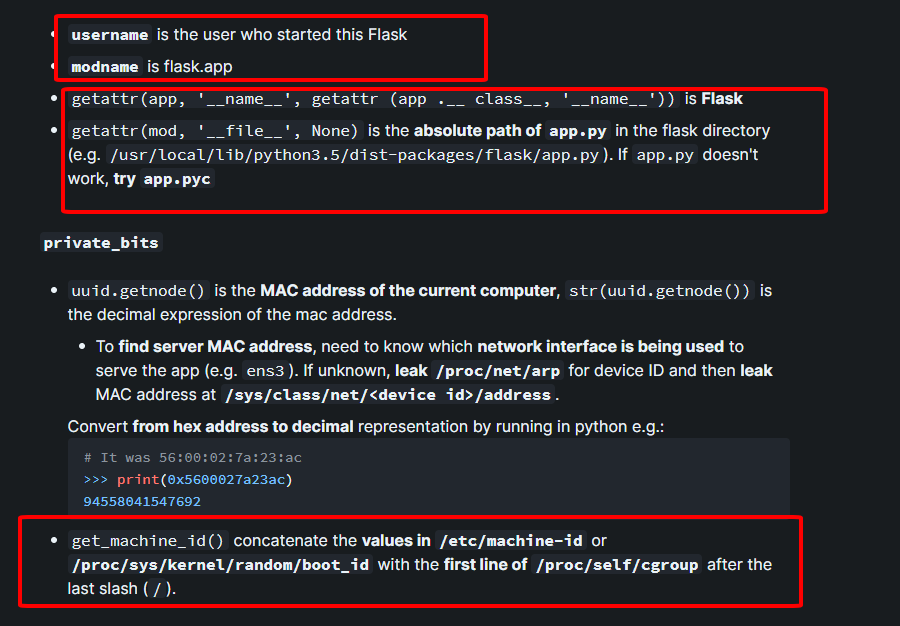 username is the user who started this Flask
modname is flask.app
getattr(app, '__name__', getattr (app .__ class__, '__name__')) is Flask
getattr(mod, '__file__', None) is the absolute path of app.py in the flask directory
(e.g. /usr/local/lib/python3.5/dist-packages/flask/app.py). If app.py doesn't
work, try app.pyc
private_bits
uuid.getnode() is the MAC address of the current computer, str(uuid.getnode()) is
the decimal expression of the mac address.
To find server MAC address, need to know which network interface is being used to
serve the app (e.g. ens3). If unknown, leak /proc/net/arp for device ID and then leak
MAC address at /sys/class/net/<device id>/address.
Convert from hex address to decimal representation by running in python e.g.:
# It was 56:00:02:7a:23:ac
>>> print(0x5600027a23ac)
94558041547692
get_machine_id() concatenate the values in /etc/machine-id or
/proc/sys/kernel/random/boot_id with the first line of /proc/self/cgroup after the
last slash (/).